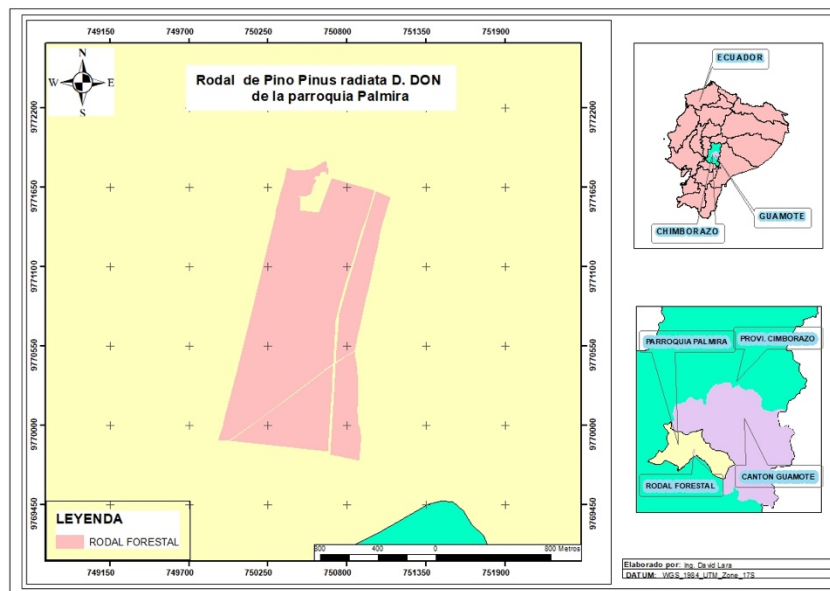 749150 749700 750250 750800 751350 751900
N
W E
S
Rodal de Pino Pinus radiata D. DON
de la parroquia Palmira
9772200 9772200
9771650 9771650
9771100 9771100
9770550 9770550
9770000 9770000
9769450 9769450
LEYENDA
RODAL FORESTAL
800 400 0 800 Metros
749150 749700 750250 750800 751350 751900
ECUADOR
GUAMOTE
CHIMBORAZO
PARROQUIA PALMIRA
PROVI. CIMBORAZO
RODAL FORESTAL
CANTON GUAMOTE
Elaborado por: Ing. David Lara
DATUM: WGS_1984_UTM_Zone_17S